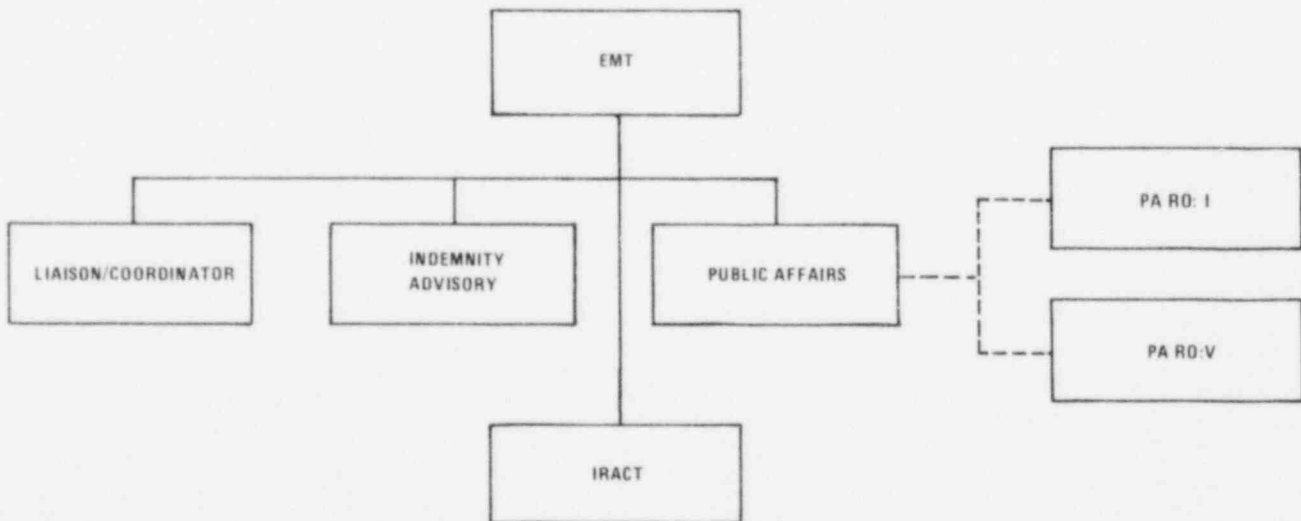 EMT
PA RO: I
LIAISON/COORDINATOR
INDEMNITY
ADVISORY
PUBLIC AFFAIRS
PA RO:V
IRACT